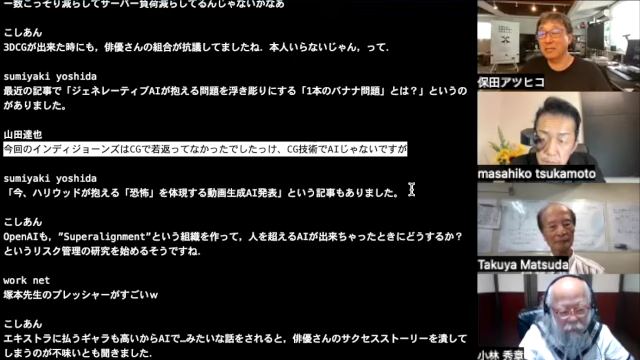 ー数こっそり減らしてサーバー負荷減らしてるんじゃないかなあ
こしあん
3DCGが出来た時にも，俳優さんの組合が抗議してましたね．本人いらないじゃん，って．
sumiyaki yoshida
最近の記事で「ジェネレーティブAIが抱える問題を浮き彫りにする「1本のバナナ問題」とは？」というの
がありました。
山田達也
今回のインディジョーンズはCGで若返ってなかったでしたっけ、CG技術でAIじゃないですが
sumiyaki yoshida
「今、ハリウッドが抱える「恐怖」を体現する動画生成AI発表」という記事もありました。
こしあん
OpenAIも，”Superalignment”という組織を作って，人を超えるAIが出来ちゃったときにどうするか？
というリスク管理の研究を始めるそうですね．
work net
塚本先生のプレッシャーがすごいｗ
こしあん
エキストラに払うギャラも高いからAIで…みたいな話をされると，俳優さんのサクセスストーリーを潰して
しまうのが不味いとも聞きました．
保田アツヒコ
masahiko tsukamoto
Takuya Matsuda
小林 秀章